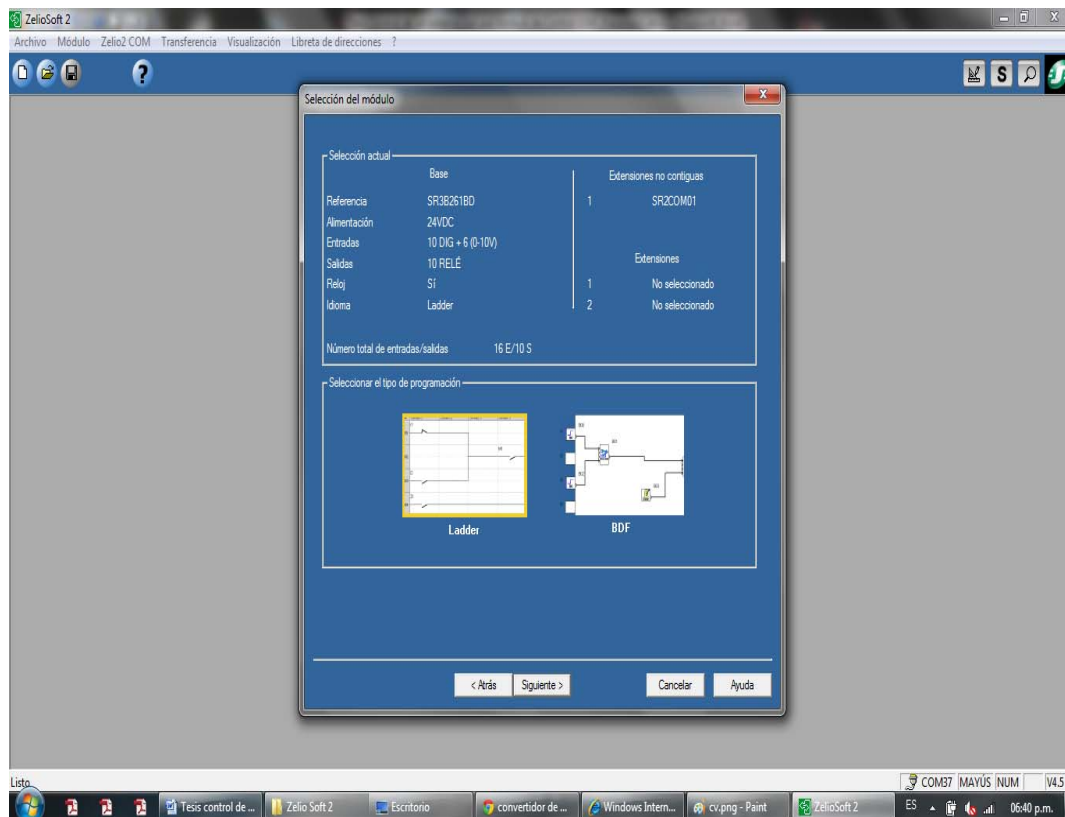 ZelioSoft 2
Archivo Módulo Zelio2 COM Transferencia Visualización Libreta de direcciones ?
Selección del módulo
Selección actual
Base
Extensiones no contiguas
Referencia SR3B261BD 1 SR2COM01
Alimentación 24VDC
Entradas 10 DIG + 6 (0-10V)
Salidas 10 RELÉ
Extensiones
Reloj Sí 1 No seleccionado
Idioma Ladder 2 No seleccionado
Número total de entradas/salidas 16 E/10 S
Seleccionar el tipo de programación
Ladder BDF
< Atrás Siguiente > Cancelar Ayuda
Listo COM37 MAYÚS NUM V4.5
Tesis control de ... Zelio Soft 2 Escritorio convertidor de ... Windows Intern... cv.png - Paint ZelioSoft 2 ES 06:40 p.m.